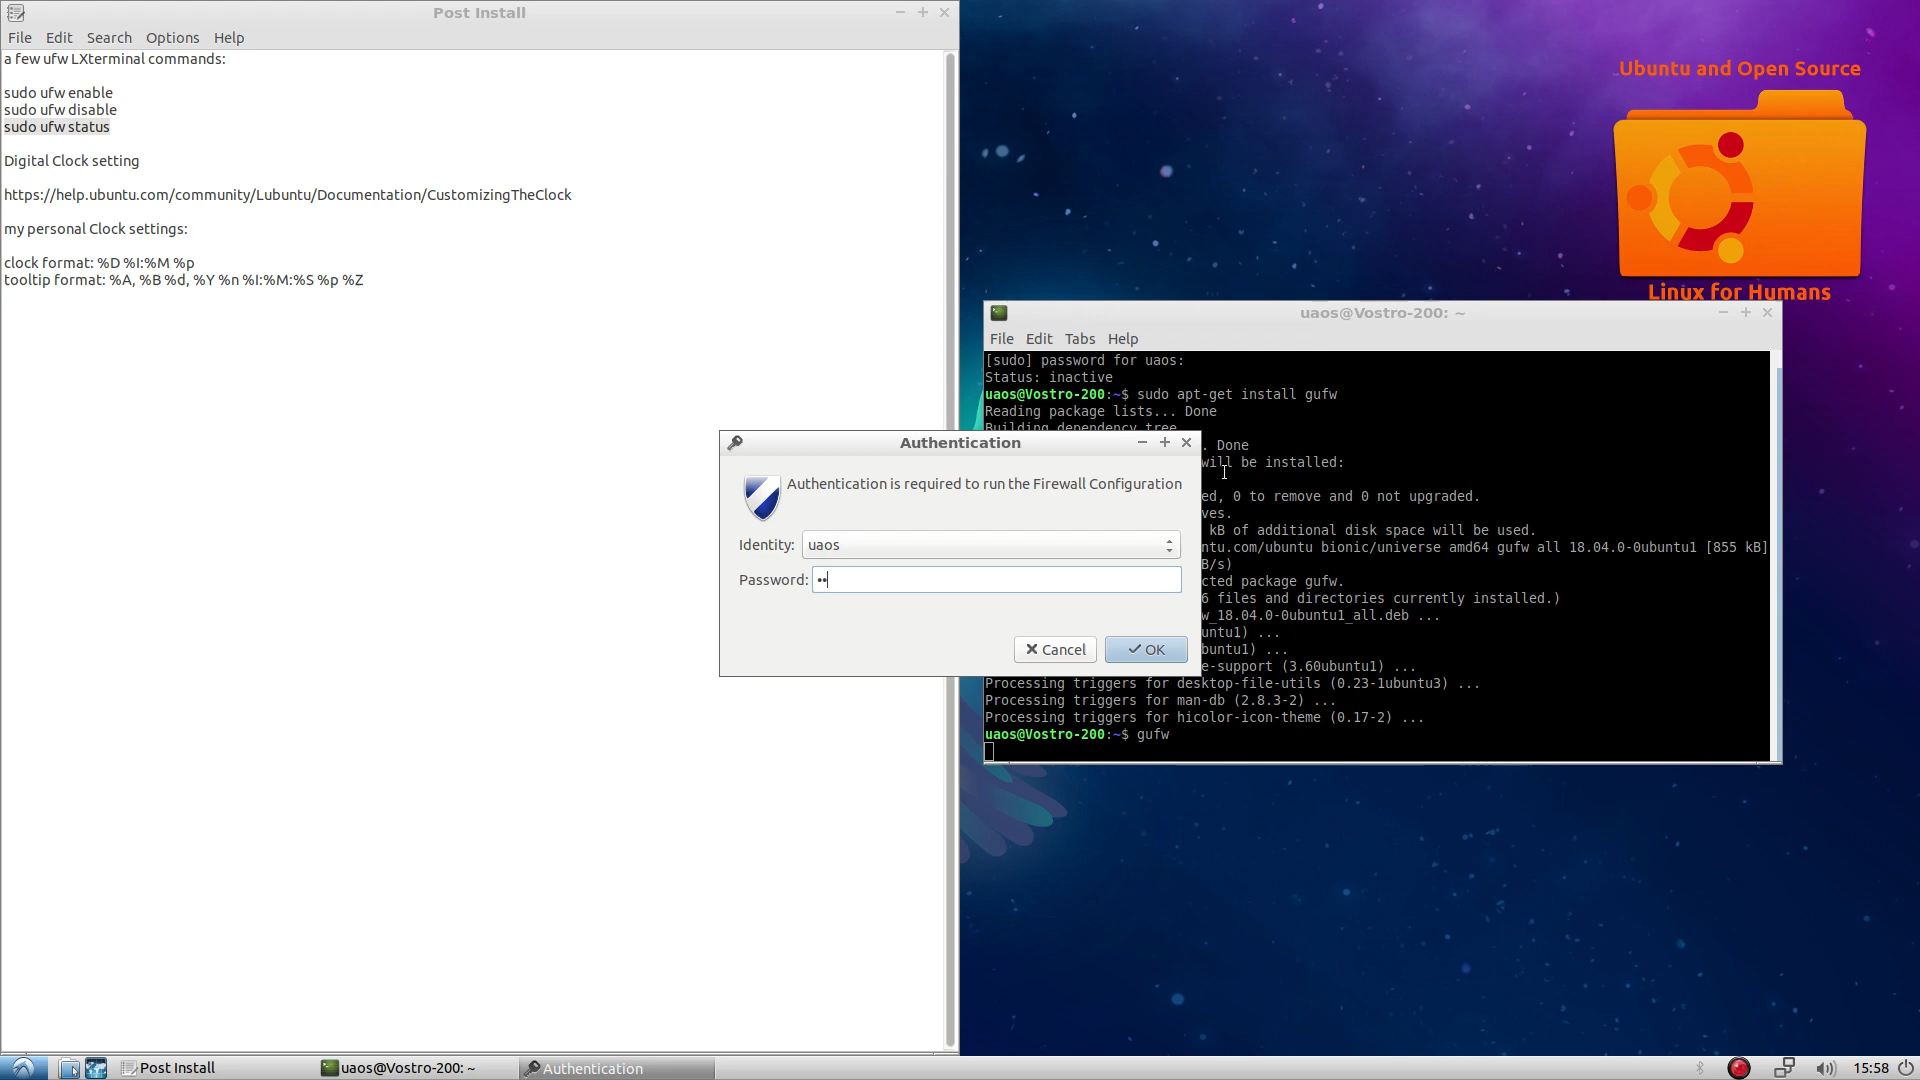 Post Install
File Edit Search Options Help
a few ufw LXterminal commands:
sudo ufw enable
sudo ufw disable
sudo ufw status
Digital Clock setting
https://help.ubuntu.com/community/Lubuntu/Documentation/CustomizingTheClock
my personal Clock settings:
clock format: %D %I:%M %p
tooltip format: %A, %B %d, %Y %n %I:%M:%S %p %Z
Ubuntu and Open Source
Linux for Humans
uaos@Vostro-200: ~
File Edit Tabs Help
[sudo] password for uaos:
Status: inactive
uaos@Vostro-200:~$ sudo apt-get install gufw
Reading package lists... Done
Building dependency tree
. Done
will be installed:
ed, 0 to remove and 0 not upgraded.
ves.
kB of additional disk space will be used.
ntu.com/ubuntu bionic/universe amd64 gufw all 18.04.0-0ubuntu1 [855 kB]
B/s)
cted package gufw.
6 files and directories currently installed.)
w_18.04.0-0ubuntu1_all.deb ...
untu1) ...
buntu1) ...
e-support (3.60ubuntu1) ...
Processing triggers for desktop-file-utils (0.23-1ubuntu3) ...
Processing triggers for man-db (2.8.3-2) ...
Processing triggers for hicolor-icon-theme (0.17-2) ...
uaos@Vostro-200:~$ gufw
Authentication
Authentication is required to run the Firewall Configuration
Identity: uaos
Password: ••
Cancel OK
Post Install
uaos@Vostro-200: ~
Authentication
15:58